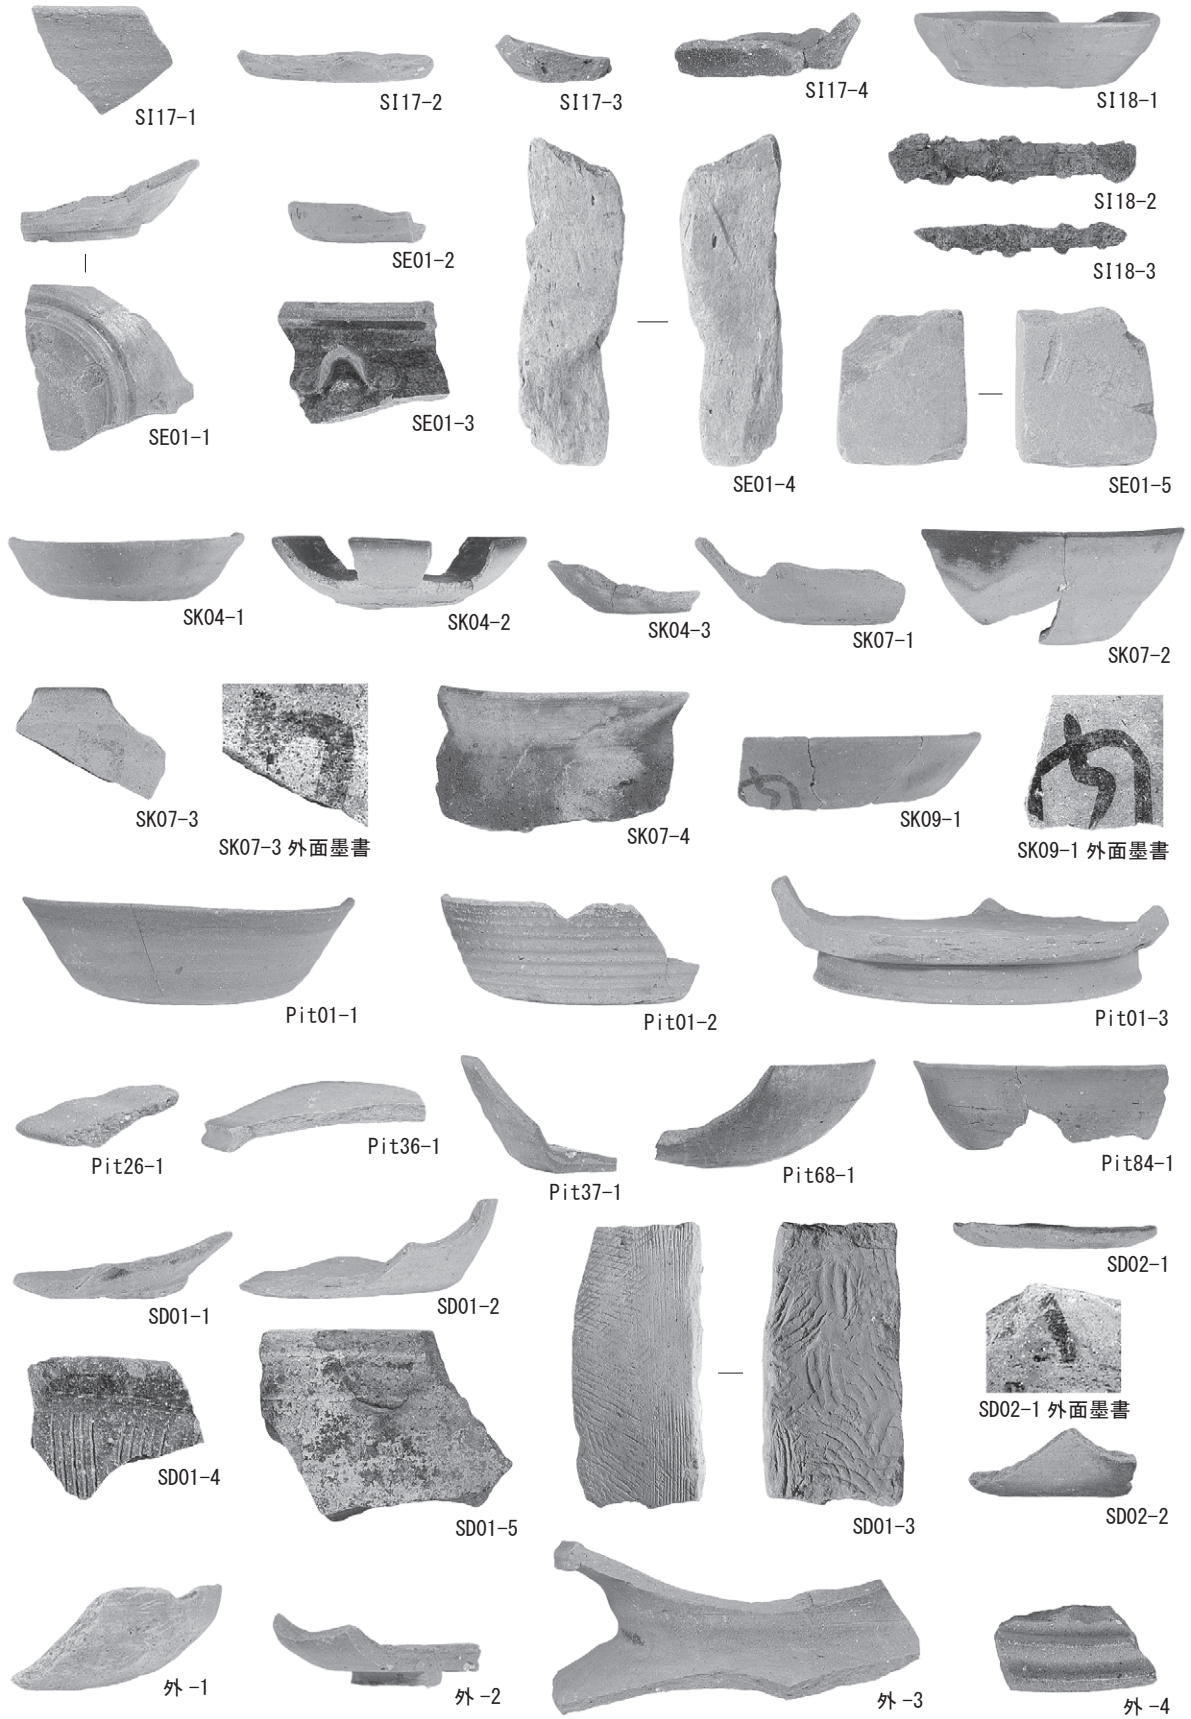 SI17-1
SI17-2
SI17-3
SI17-4
SI18-1
SI18-2
SI18-3
SE01-1
SE01-2
SE01-3
SE01-4
SE01-5
SK04-1
SK04-2
SK04-3
SK07-1
SK07-2
SK07-3
SK07-3 外面墨書
SK07-4
SK09-1
SK09-1 外面墨書
Pit01-1
Pit01-2
Pit01-3
Pit26-1
Pit36-1
Pit37-1
Pit68-1
Pit84-1
SD01-1
SD01-2
SD02-1
SD02-1 外面墨書
SD01-4
SD01-5
SD01-3
SD02-2
外-1
外-2
外-3
外-4